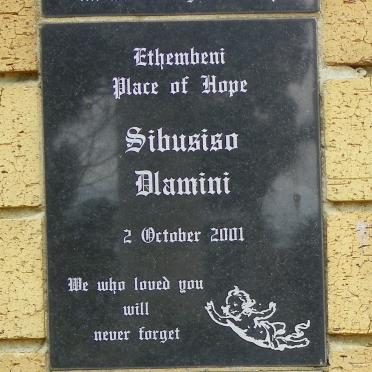 Ethembeni
Place of Hope
Sibusiso
Dlamini
2 October 2001
We who loved you
will
never forget